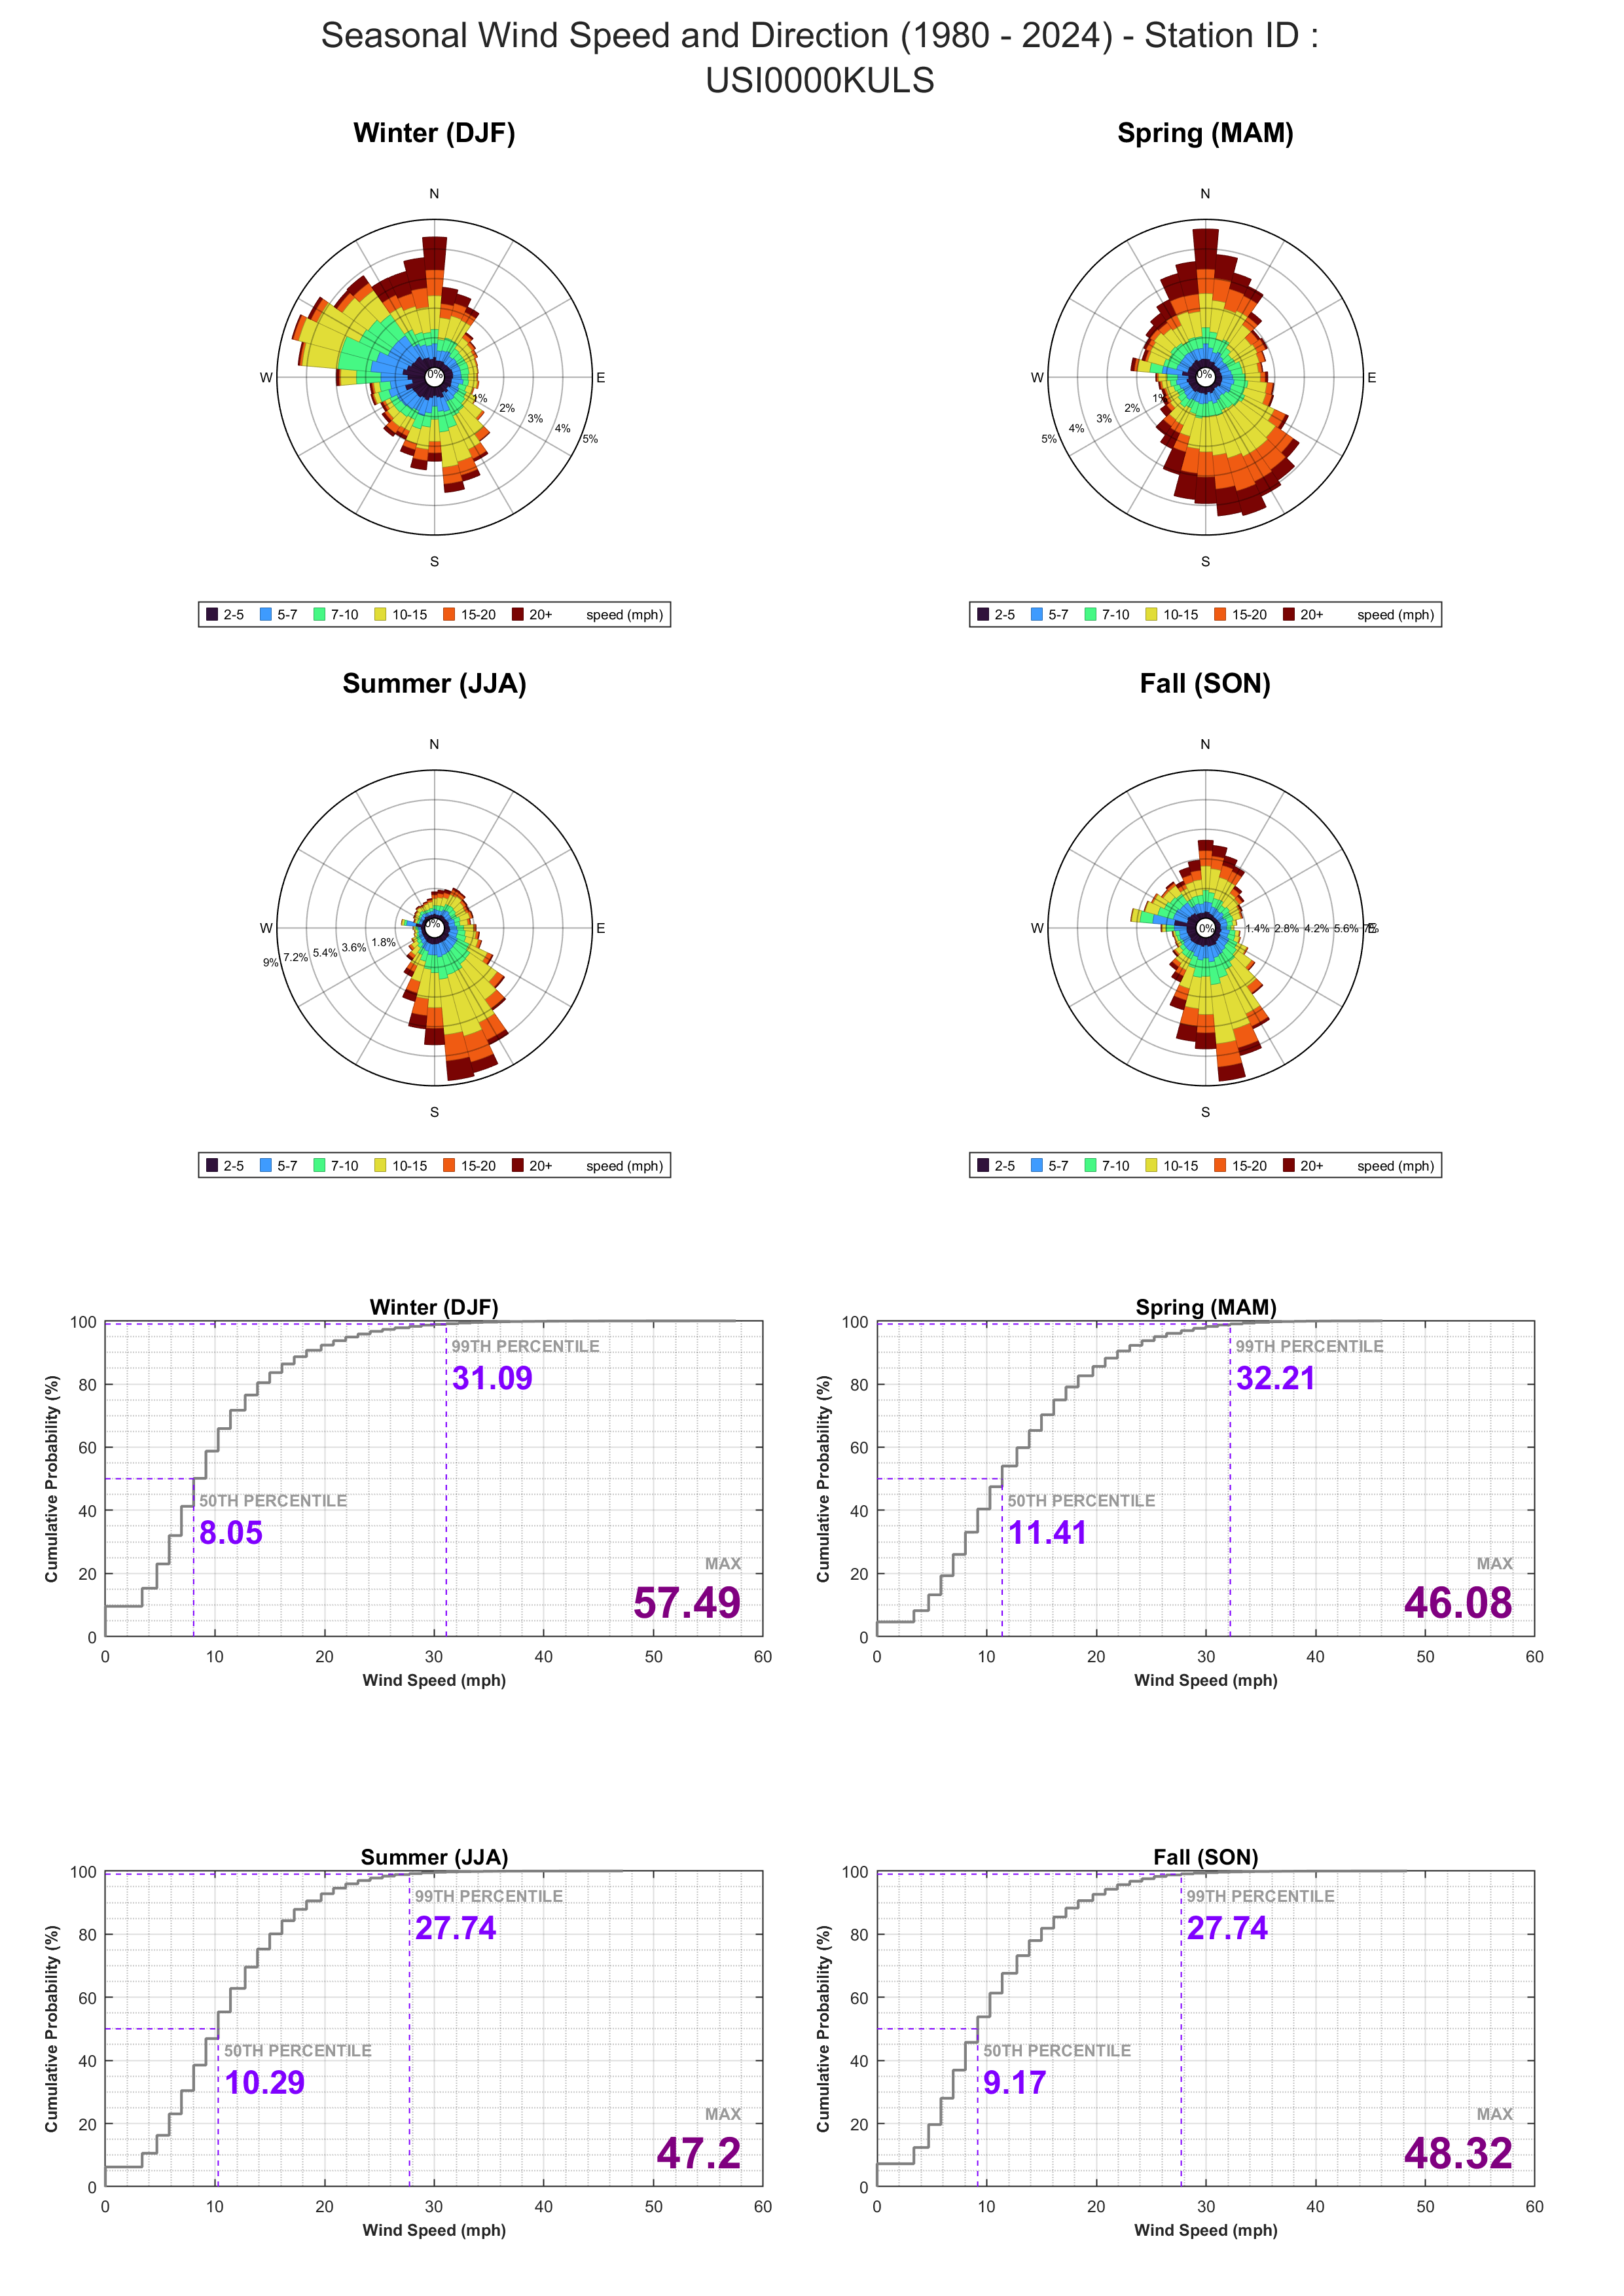 Seasonal Wind Speed and Direction (1980 - 2024) - Station ID :
USI0000KULS
Winter (DJF)
N
W
E
S
0%
1%
2%
3%
4%
5%
2-5 5-7 7-10 10-15 15-20 20+ speed (mph)
Spring (MAM)
N
W
E
S
0%
1%
2%
3%
4%
5%
2-5 5-7 7-10 10-15 15-20 20+ speed (mph)
Summer (JJA)
N
W
E
S
0%
1.8%
3.6%
5.4%
7.2%
9%
2-5 5-7 7-10 10-15 15-20 20+ speed (mph)
Fall (SON)
N
W
E
S
0%
1.4%
2.8%
4.2%
5.6%
7%
2-5 5-7 7-10 10-15 15-20 20+ speed (mph)
Winter (DJF)
Cumulative Probability (%)
100
80
60
40
20
0
99TH PERCENTILE
31.09
50TH PERCENTILE
8.05
MAX
57.49
0 10 20 30 40 50 60
Wind Speed (mph)
Spring (MAM)
Cumulative Probability (%)
100
80
60
40
20
0
99TH PERCENTILE
32.21
50TH PERCENTILE
11.41
MAX
46.08
0 10 20 30 40 50 60
Wind Speed (mph)
Summer (JJA)
Cumulative Probability (%)
100
80
60
40
20
0
99TH PERCENTILE
27.74
50TH PERCENTILE
10.29
MAX
47.2
0 10 20 30 40 50 60
Wind Speed (mph)
Fall (SON)
Cumulative Probability (%)
100
80
60
40
20
0
99TH PERCENTILE
27.74
50TH PERCENTILE
9.17
MAX
48.32
0 10 20 30 40 50 60
Wind Speed (mph)